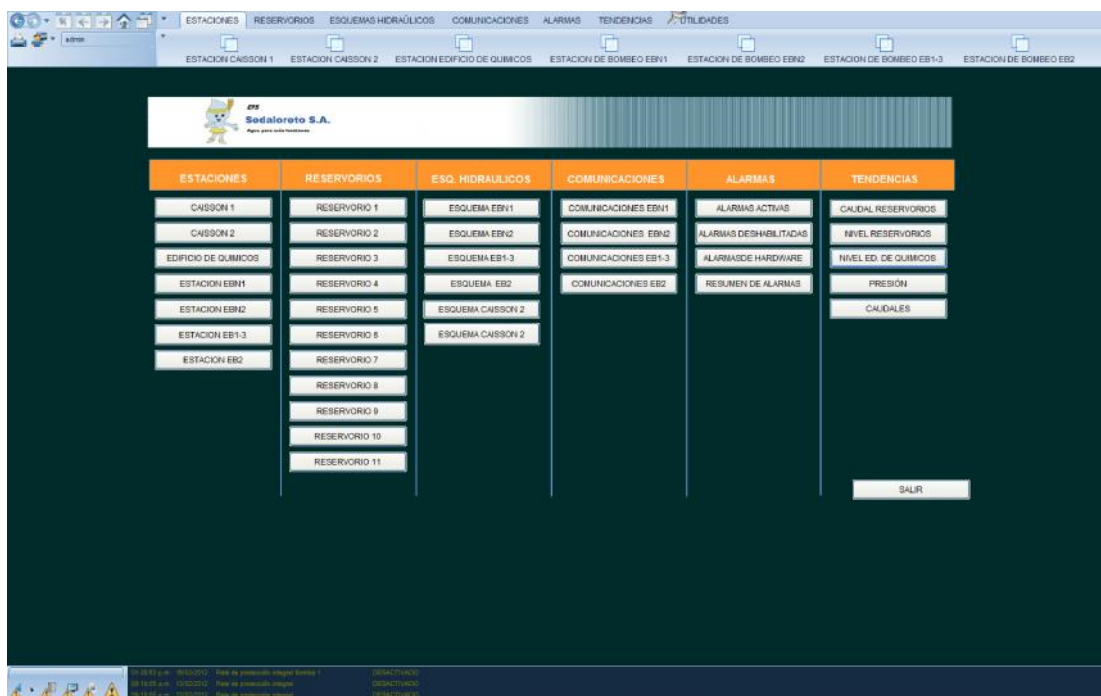 ESTACIONES RESERVORIOS ESQUEMAS HIDRAÚLICOS COMUNICACIONES ALARMAS TENDENCIAS UTILIDADES
admin
ESTACION CAISSON 1 ESTACION CAISSON 2 ESTACION EDIFICIO DE QUIMICOS ESTACION DE BOMBEO EBN1 ESTACION DE BOMBEO EBN2 ESTACION DE BOMBEO EB1-3 ESTACION DE BOMBEO EB2
EPS
Sedaloreto S.A.
ESTACIONES RESERVORIOS ESQ. HIDRAULICOS COMUNICACIONES ALARMAS TENDENCIAS
CAISSON 1 RESERVORIO 1 ESQUEMA EBN1 COMUNICACIONES EBN1 ALARMAS ACTIVAS CAUDAL RESERVORIOS
CAISSON 2 RESERVORIO 2 ESQUEMA EBN2 COMUNICACIONES EBN2 ALARMAS DESHABILITADAS NIVEL RESERVORIOS
EDIFICIO DE QUIMICOS RESERVORIO 3 ESQUEMA EB1-3 COMUNICACIONES EB1-3 ALARMASDE HARDWARE NIVEL ED. DE QUIMICOS
ESTACION EBN1 RESERVORIO 4 ESQUEMA EB2 COMUNICACIONES EB2 RESUMEN DE ALARMAS PRESIÓN
ESTACION EBN2 RESERVORIO 5 ESQUEMA CAISSON 2 CAUDALES
ESTACION EB1-3 RESERVORIO 6 ESQUEMA CAISSON 2
ESTACION EB2 RESERVORIO 7
RESERVORIO 8
RESERVORIO 9
RESERVORIO 10
RESERVORIO 11
SALIR
DESACTIVADO
DESACTIVADO